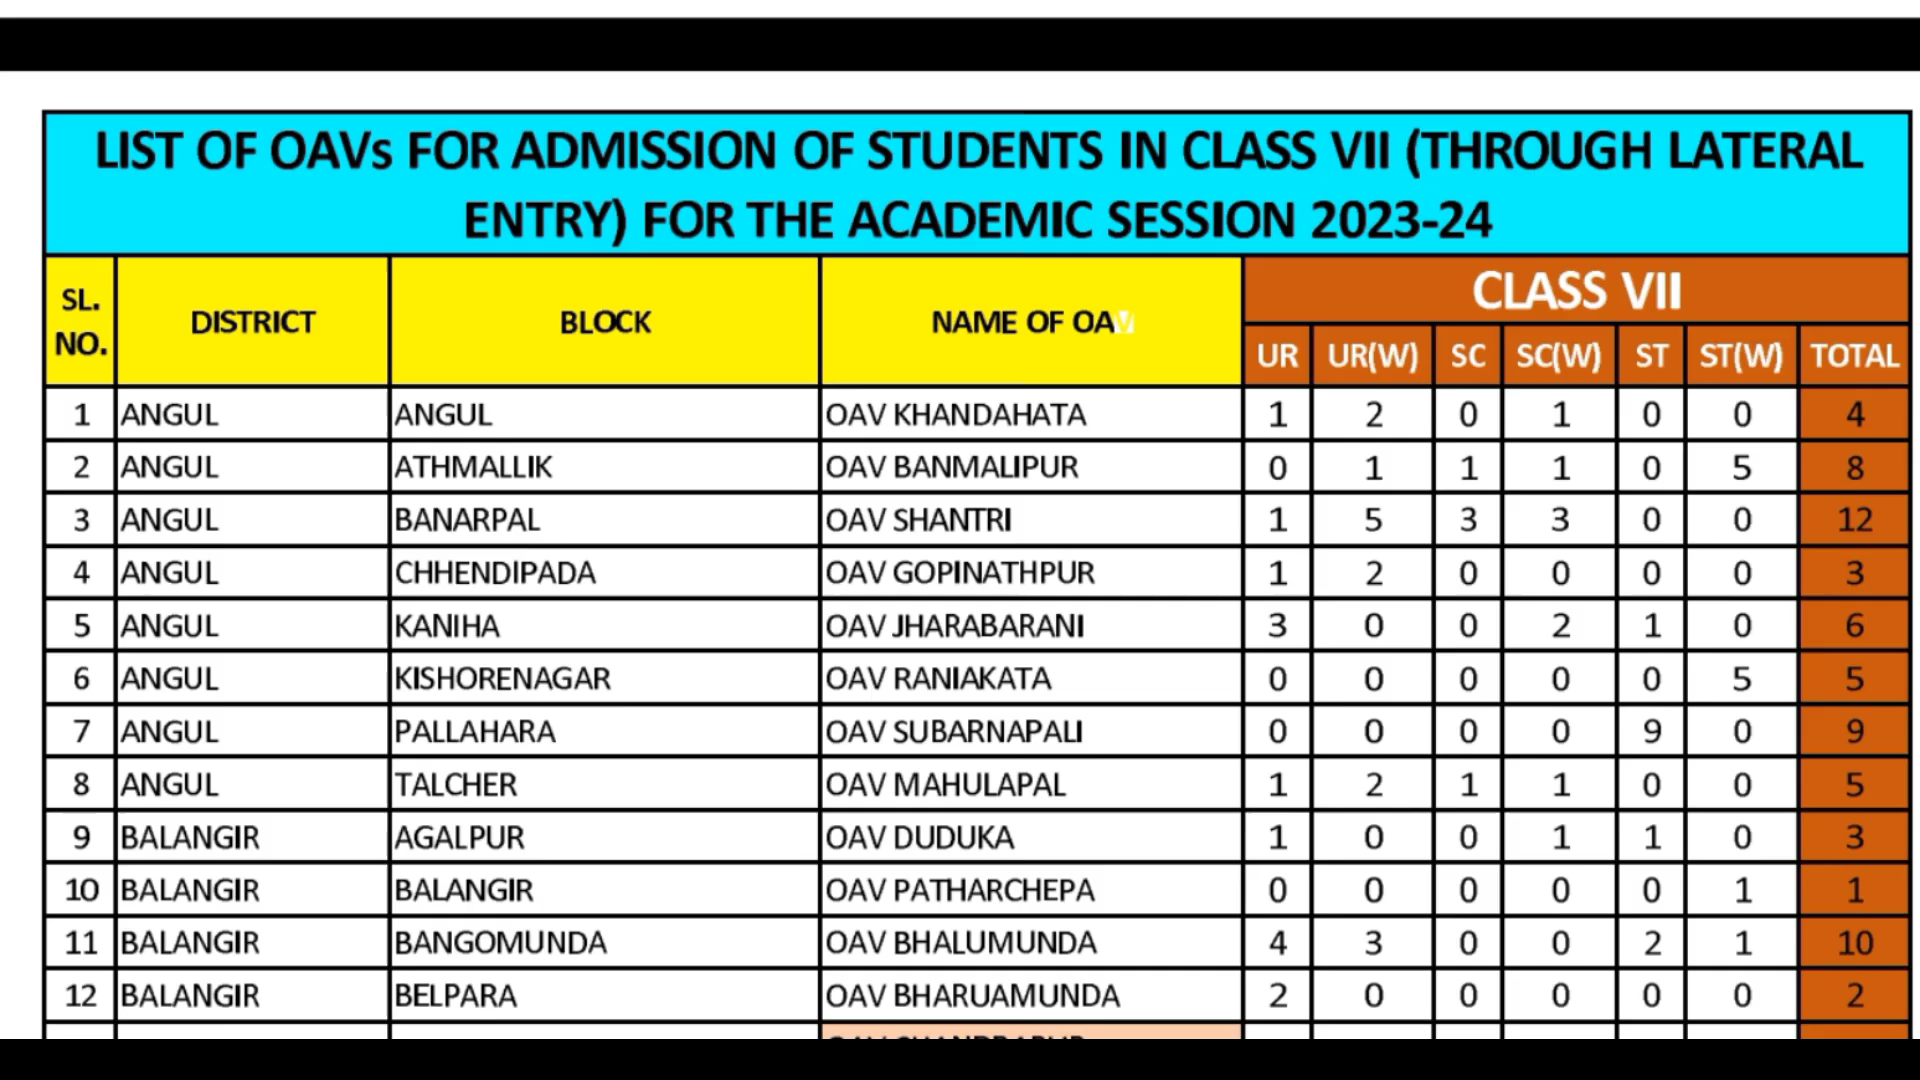 LIST OF OAVs FOR ADMISSION OF STUDENTS IN CLASS VII (THROUGH LATERAL
ENTRY) FOR THE ACADEMIC SESSION 2023-24
SL. NO. DISTRICT BLOCK NAME OF OAV CLASS VII
UR UR(W) SC SC(W) ST ST(W) TOTAL
1 ANGUL ANGUL OAV KHANDAHATA 1 2 0 1 0 0 4
2 ANGUL ATHMALLIK OAV BANMALIPUR 0 1 1 1 0 5 8
3 ANGUL BANARPAL OAV SHANTRI 1 5 3 3 0 0 12
4 ANGUL CHHENDIPADA OAV GOPINATHPUR 1 2 0 0 0 0 3
5 ANGUL KANIHA OAV JHARABARANI 3 0 0 2 1 0 6
6 ANGUL KISHORENAGAR OAV RANIAKATA 0 0 0 0 0 5 5
7 ANGUL PALLAHARA OAV SUBARNAPALI 0 0 0 0 9 0 9
8 ANGUL TALCHER OAV MAHULAPAL 1 2 1 1 0 0 5
9 BALANGIR AGALPUR OAV DUDUKA 1 0 0 1 1 0 3
10 BALANGIR BALANGIR OAV PATHARCHEPA 0 0 0 0 0 1 1
11 BALANGIR BANGOMUNDA OAV BHALUMUNDA 4 3 0 0 2 1 10
12 BALANGIR BELPARA OAV BHARUAMUNDA 2 0 0 0 0 0 2